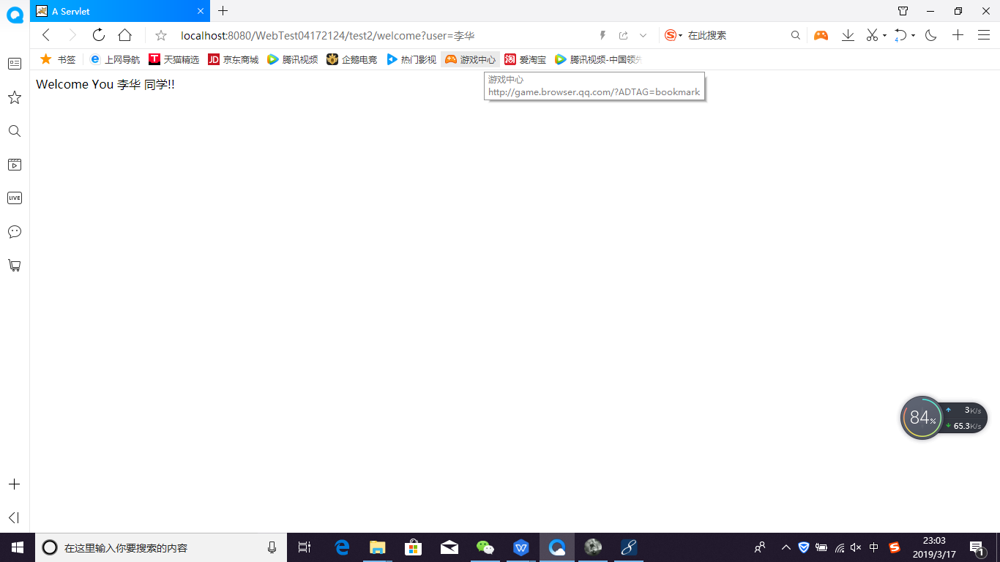 A Servlet
localhost:8080/WebTest04172124/test2/welcome?user=李华
在此搜索
书签
上网导航
天猫精选
京东商城
腾讯视频
企鹅电竞
热门影视
游戏中心
爱淘宝
腾讯视频-中国领先
Welcome You 李华 同学!!
游戏中心
http://game.browser.qq.com/?ADTAG=bookmark
LIVE
84%
3K/s
65.3K/s
在这里输入你要搜索的内容
中
23:03
2019/3/17
1